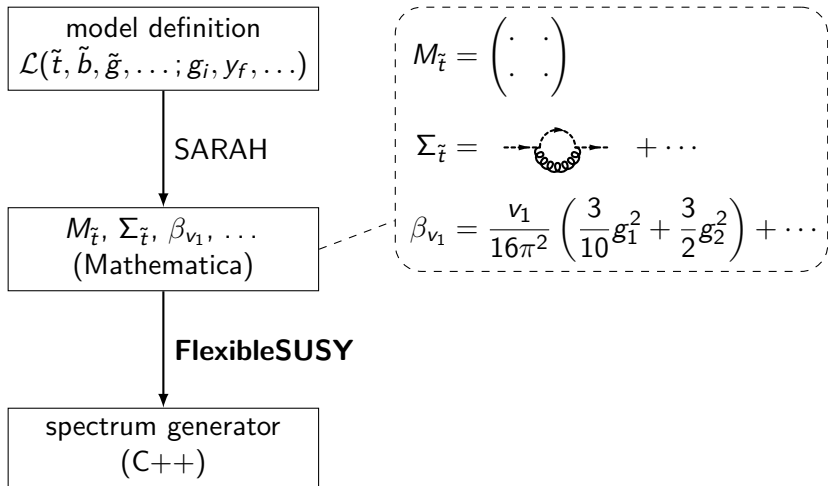 model definition
ℒ(t̃, b̃, g̃, …; gᵢ, y_f, …)
SARAH
M_t̃, Σ_t̃, β_v₁, …
(Mathematica)
FlexibleSUSY
spectrum generator
(C++)
M_t̃ = (. . / . .)
Σ_t̃ = + ⋯
β_v₁ = v₁/16π² (3/10 g₁² + 3/2 g₂²) + ⋯